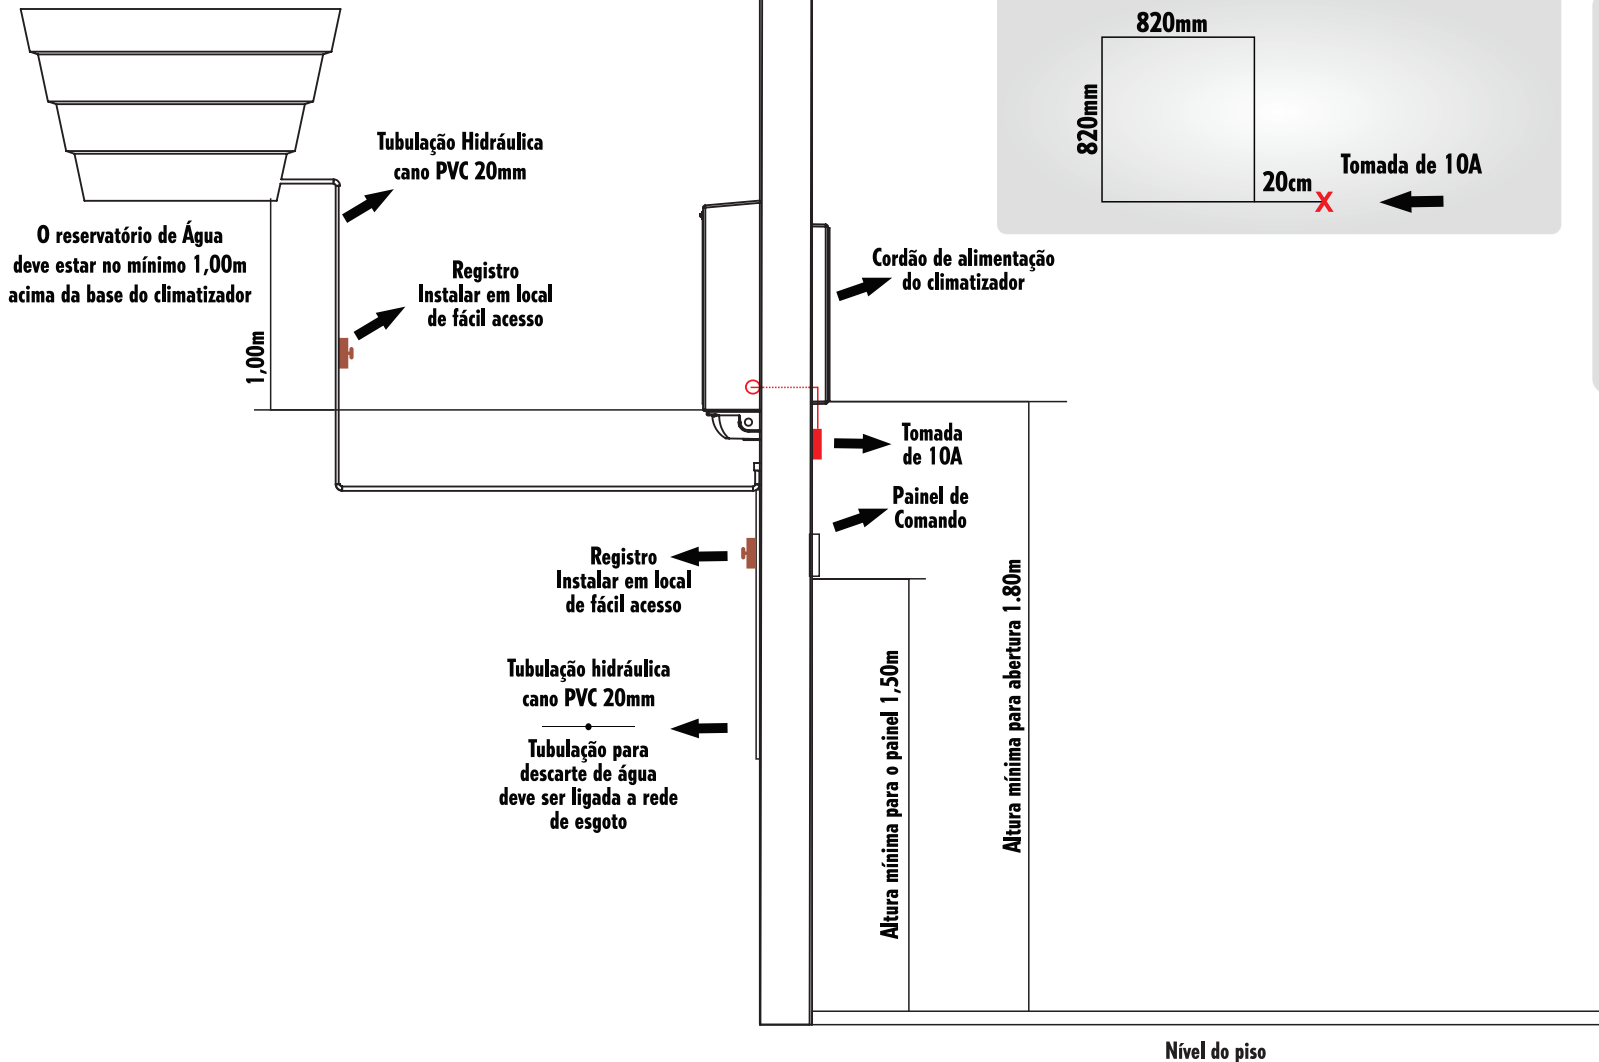 820mm
820mm
20cm
X
Tomada de 10A
Tubulação Hidráulica
cano PVC 20mm
O reservatório de Água
deve estar no mínimo 1,00m
acima da base do climatizador
Registro
Instalar em local
de fácil acesso
1,00m
Cordão de alimentação
do climatizador
Tomada
de 10A
Painel de
Comando
Registro
Instalar em local
de fácil acesso
Tubulação hidráulica
cano PVC 20mm
Tubulação para
descarte de água
deve ser ligada a rede
de esgoto
Altura mínima para o painel 1,50m
Altura mínima para abertura 1.80m
Nível do piso